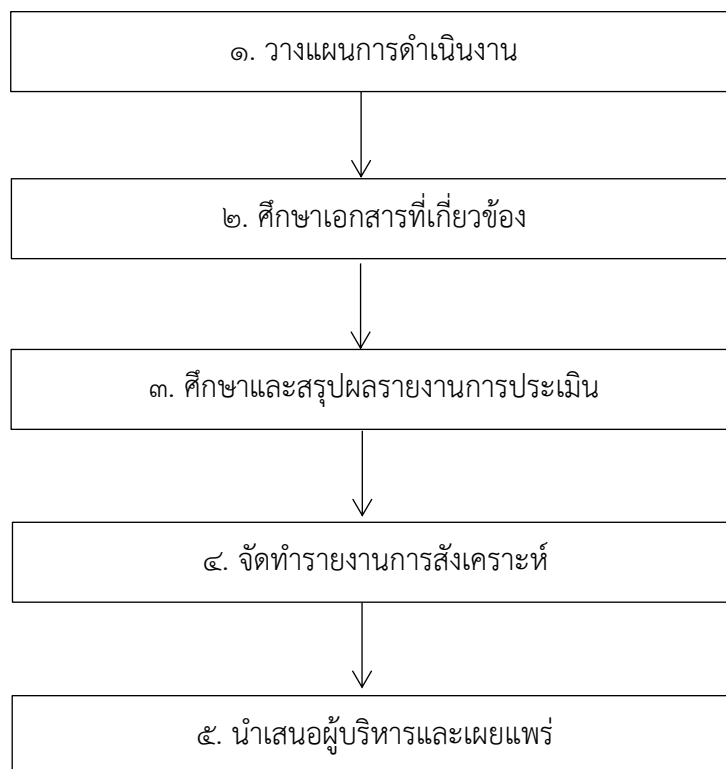 ๑. วางแผนการดำเนินงาน
๒. ศึกษาเอกสารที่เกี่ยวข้อง
๓. ศึกษาและสรุปผลรายงานการประเมิน
๔. จัดทำรายงานการสังเคราะห์
๕. นำเสนอผู้บริหารและเผยแพร่